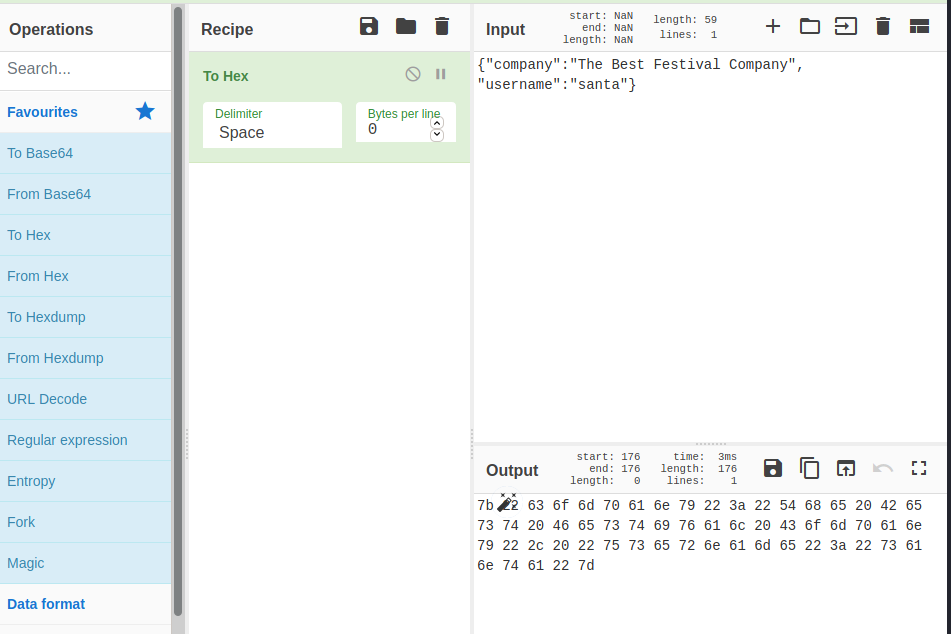 Operations
Search...
Favourites
To Base64
From Base64
To Hex
From Hex
To Hexdump
From Hexdump
URL Decode
Regular expression
Entropy
Fork
Magic
Data format
Recipe
To Hex
Delimiter
Space
Bytes per line
0
Input
start: NaN
end: NaN
length: NaN
length: 59
lines: 1
{"company":"The Best Festival Company",
"username":"santa"}
Output
start: 176
end: 176
length: 0
time: 3ms
length: 176
lines: 1
7b 22 63 6f 6d 70 61 6e 79 22 3a 22 54 68 65 20 42 65
73 74 20 46 65 73 74 69 76 61 6c 20 43 6f 6d 70 61 6e
79 22 2c 20 22 75 73 65 72 6e 61 6d 65 22 3a 22 73 61
6e 74 61 22 7d